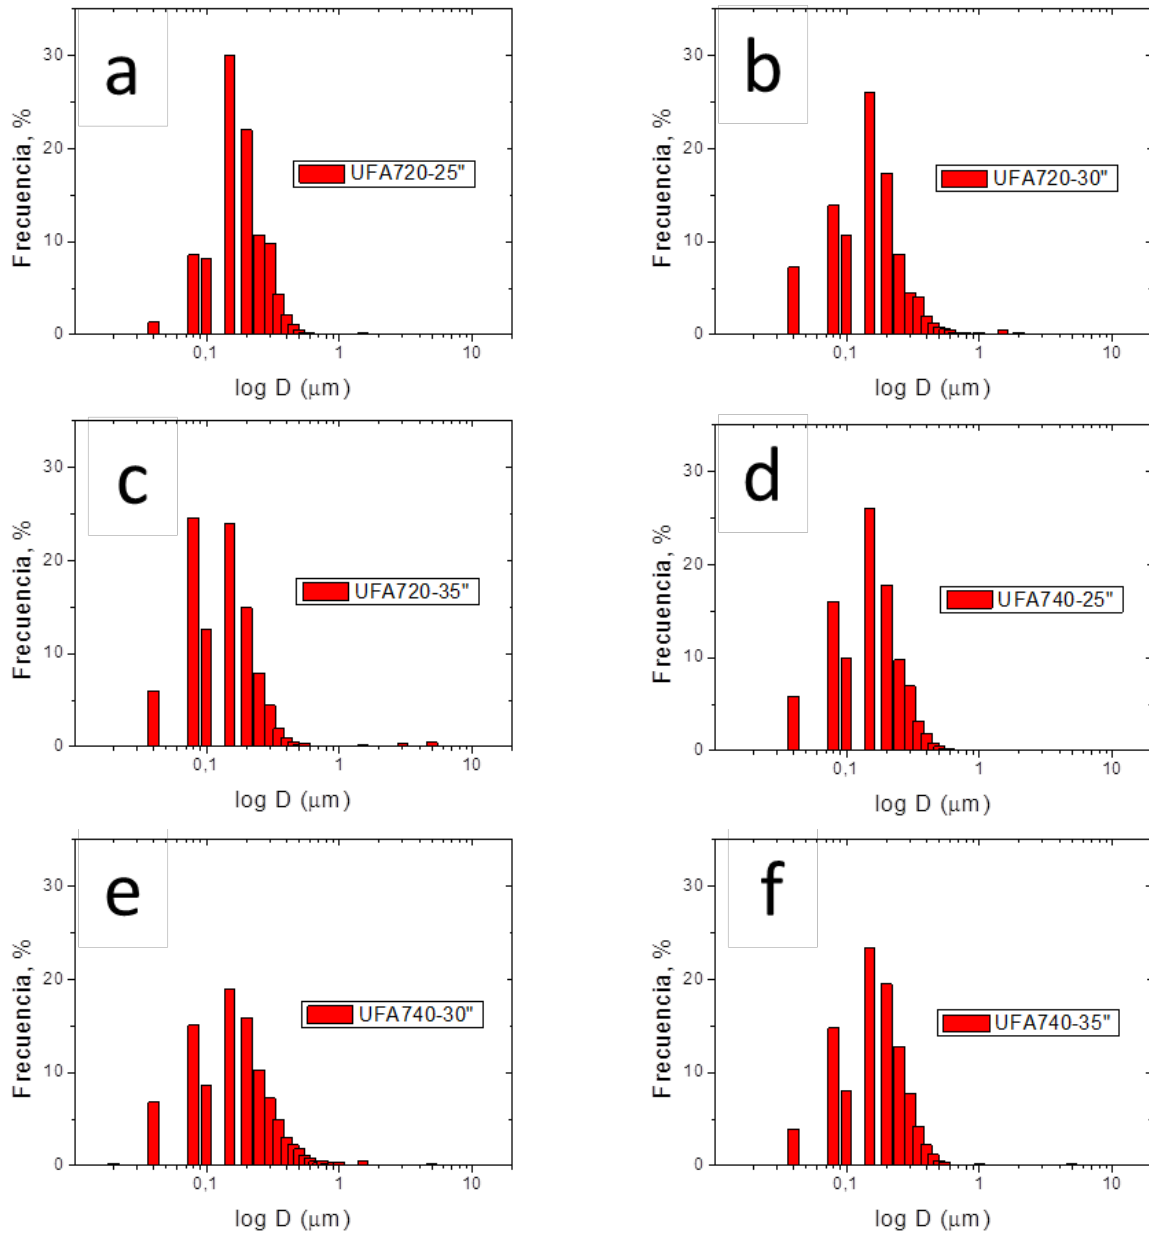 a
30
20
10
0
Frecuencia, %
UFA720-25"
0,1
1
10
log D (μm)
b
30
20
10
0
Frecuencia, %
UFA720-30"
0,1
1
10
log D (μm)
c
30
20
10
0
Frecuencia, %
UFA720-35"
0,1
1
10
log D (μm)
d
30
20
10
0
Frecuencia, %
UFA740-25"
0,1
1
10
log D (μm)
e
30
20
10
0
Frecuencia, %
UFA740-30"
0,1
1
10
log D (μm)
f
30
20
10
0
Frecuencia, %
UFA740-35"
0,1
1
10
log D (μm)